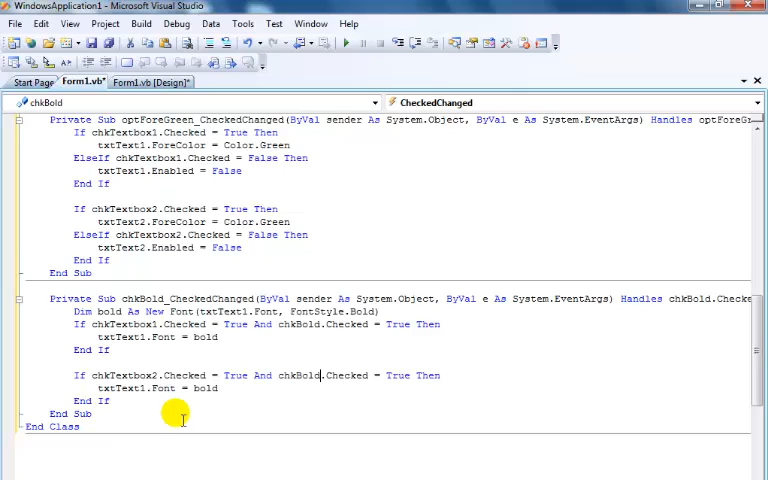 WindowsApplication1 - Microsoft Visual Studio
File Edit View Project Build Debug Data Tools Test Window Help
Start Page Form1.vb* Form1.vb [Design]*
chkBold CheckedChanged
Private Sub optForeGreen_CheckedChanged(ByVal sender As System.Object, ByVal e As System.EventArgs) Handles optForeGre
If chkTextbox1.Checked = True Then
txtText1.ForeColor = Color.Green
ElseIf chkTextbox1.Checked = False Then
txtText1.Enabled = False
End If
If chkTextbox2.Checked = True Then
txtText2.ForeColor = Color.Green
ElseIf chkTextbox2.Checked = False Then
txtText2.Enabled = False
End If
End Sub
Private Sub chkBold_CheckedChanged(ByVal sender As System.Object, ByVal e As System.EventArgs) Handles chkBold.Checke
Dim bold As New Font(txtText1.Font, FontStyle.Bold)
If chkTextbox1.Checked = True And chkBold.Checked = True Then
txtText1.Font = bold
End If
If chkTextbox2.Checked = True And chkBold.Checked = True Then
txtText1.Font = bold
End If
End Sub
End Class